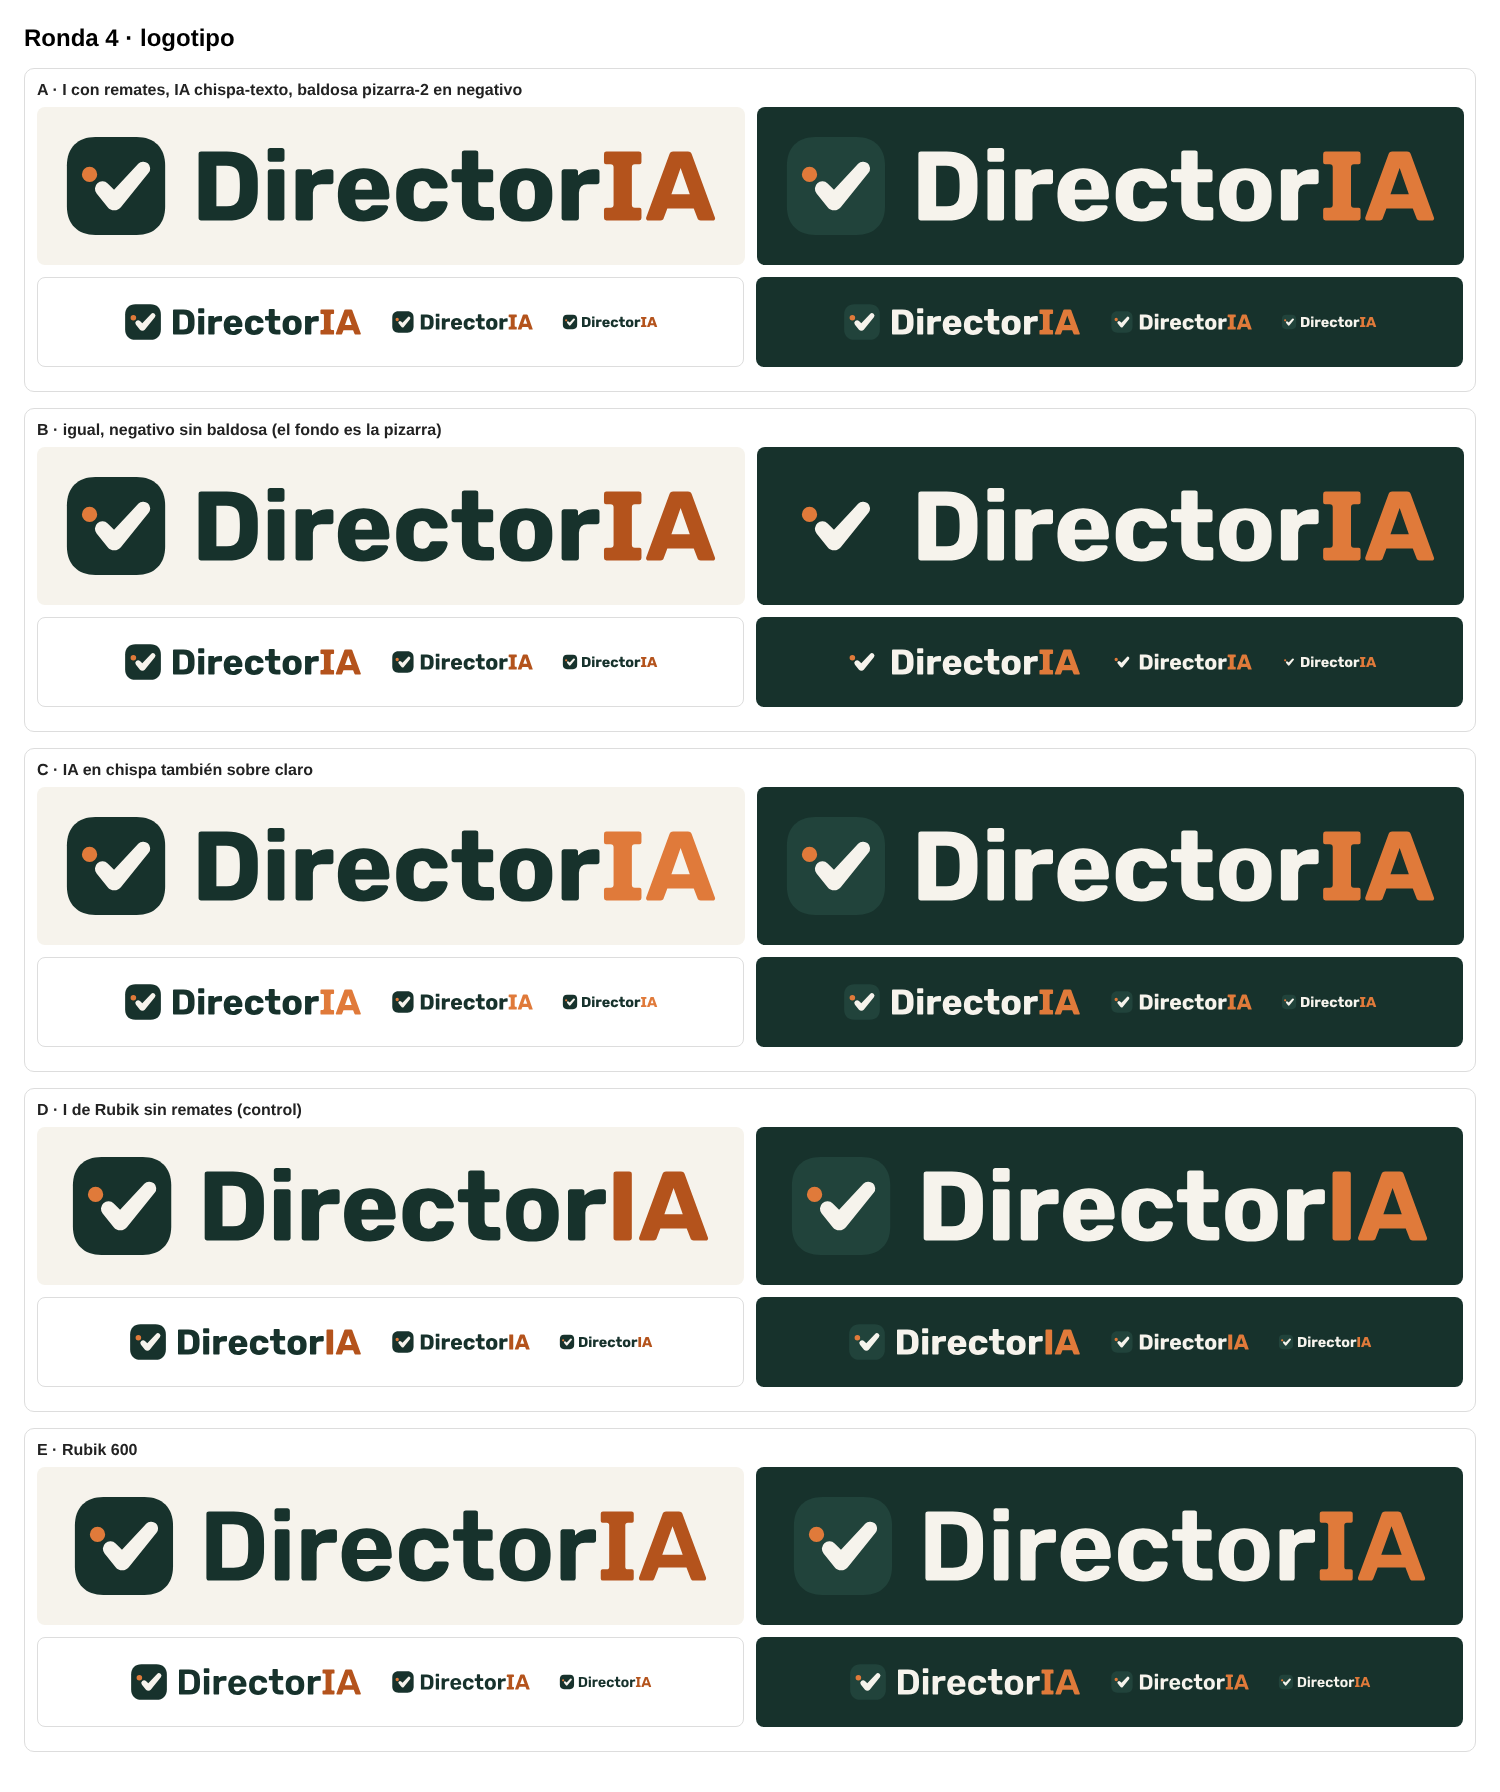 Ronda 4 · logotipo
A · I con remates, IA chispa-texto, baldosa pizarra-2 en negativo
DirectorIA DirectorIA
DirectorIA DirectorIA DirectorIA DirectorIA DirectorIA DirectorIA
B · igual, negativo sin baldosa (el fondo es la pizarra)
DirectorIA DirectorIA
DirectorIA DirectorIA DirectorIA DirectorIA DirectorIA DirectorIA
C · IA en chispa también sobre claro
DirectorIA DirectorIA
DirectorIA DirectorIA DirectorIA DirectorIA DirectorIA DirectorIA
D · I de Rubik sin remates (control)
DirectorIA DirectorIA
DirectorIA DirectorIA DirectorIA DirectorIA DirectorIA DirectorIA
E · Rubik 600
DirectorIA DirectorIA
DirectorIA DirectorIA DirectorIA DirectorIA DirectorIA DirectorIA